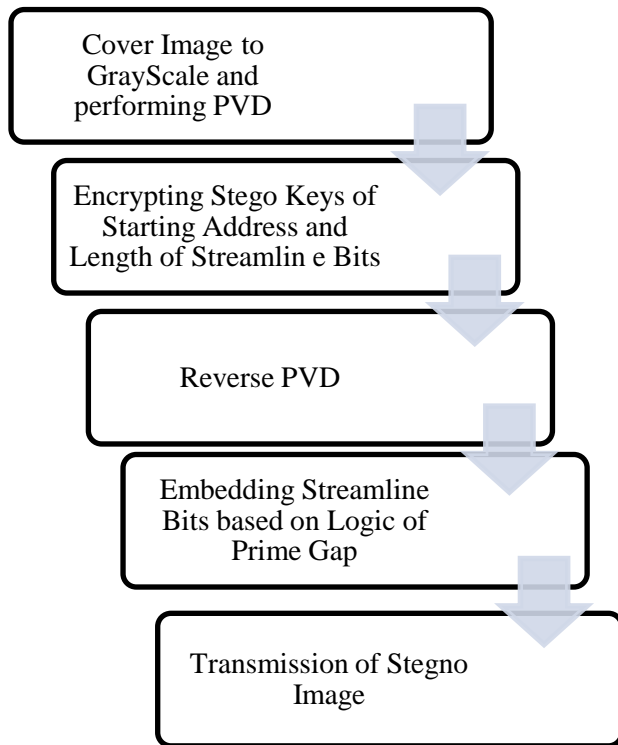 Cover Image to
GrayScale and
performing PVD
Encrypting Stego Keys of
Starting Address and
Length of Streamlin e Bits
Reverse PVD
Embedding Streamline
Bits based on Logic of
Prime Gap
Transmission of Stegno
Image